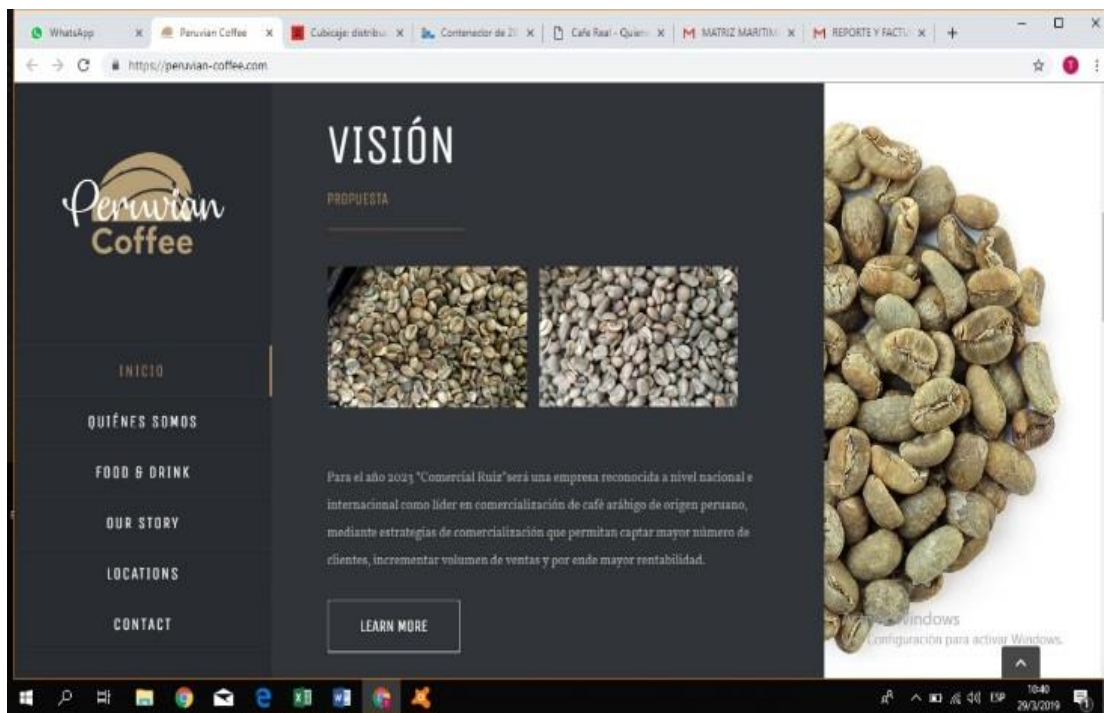 WhatsApp
Peruvian Coffee
Cubicaje: distribu
Contenedor de 2
Cafe Real - Quien
MATRIZ MARITIM
REPORTE Y FACTU
https://peruvian-coffee.com
T
Peruvian
Coffee
INICIO
QUIÉNES SOMOS
FOOD & DRINK
OUR STORY
LOCATIONS
CONTACT
VISIÓN
PROPUESTA
Para el año 2023 "Comercial Ruiz"será una empresa reconocida a nivel nacional e
internacional como líder en comercialización de café arábigo de origen peruano,
mediante estrategias de comercialización que permitan captar mayor número de
clientes, incrementar volumen de ventas y por ende mayor rentabilidad.
LEARN MORE
Windows
Configuración para activar Windows.
ESP
10:40
29/3/2019